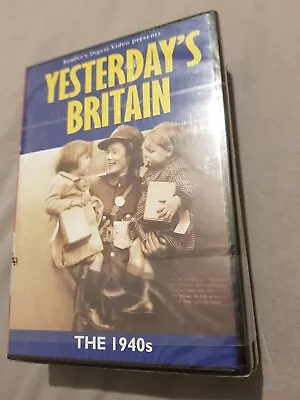 Reader's Digest Video presents
YESTERDAY'S
BRITAIN
THE 1940s